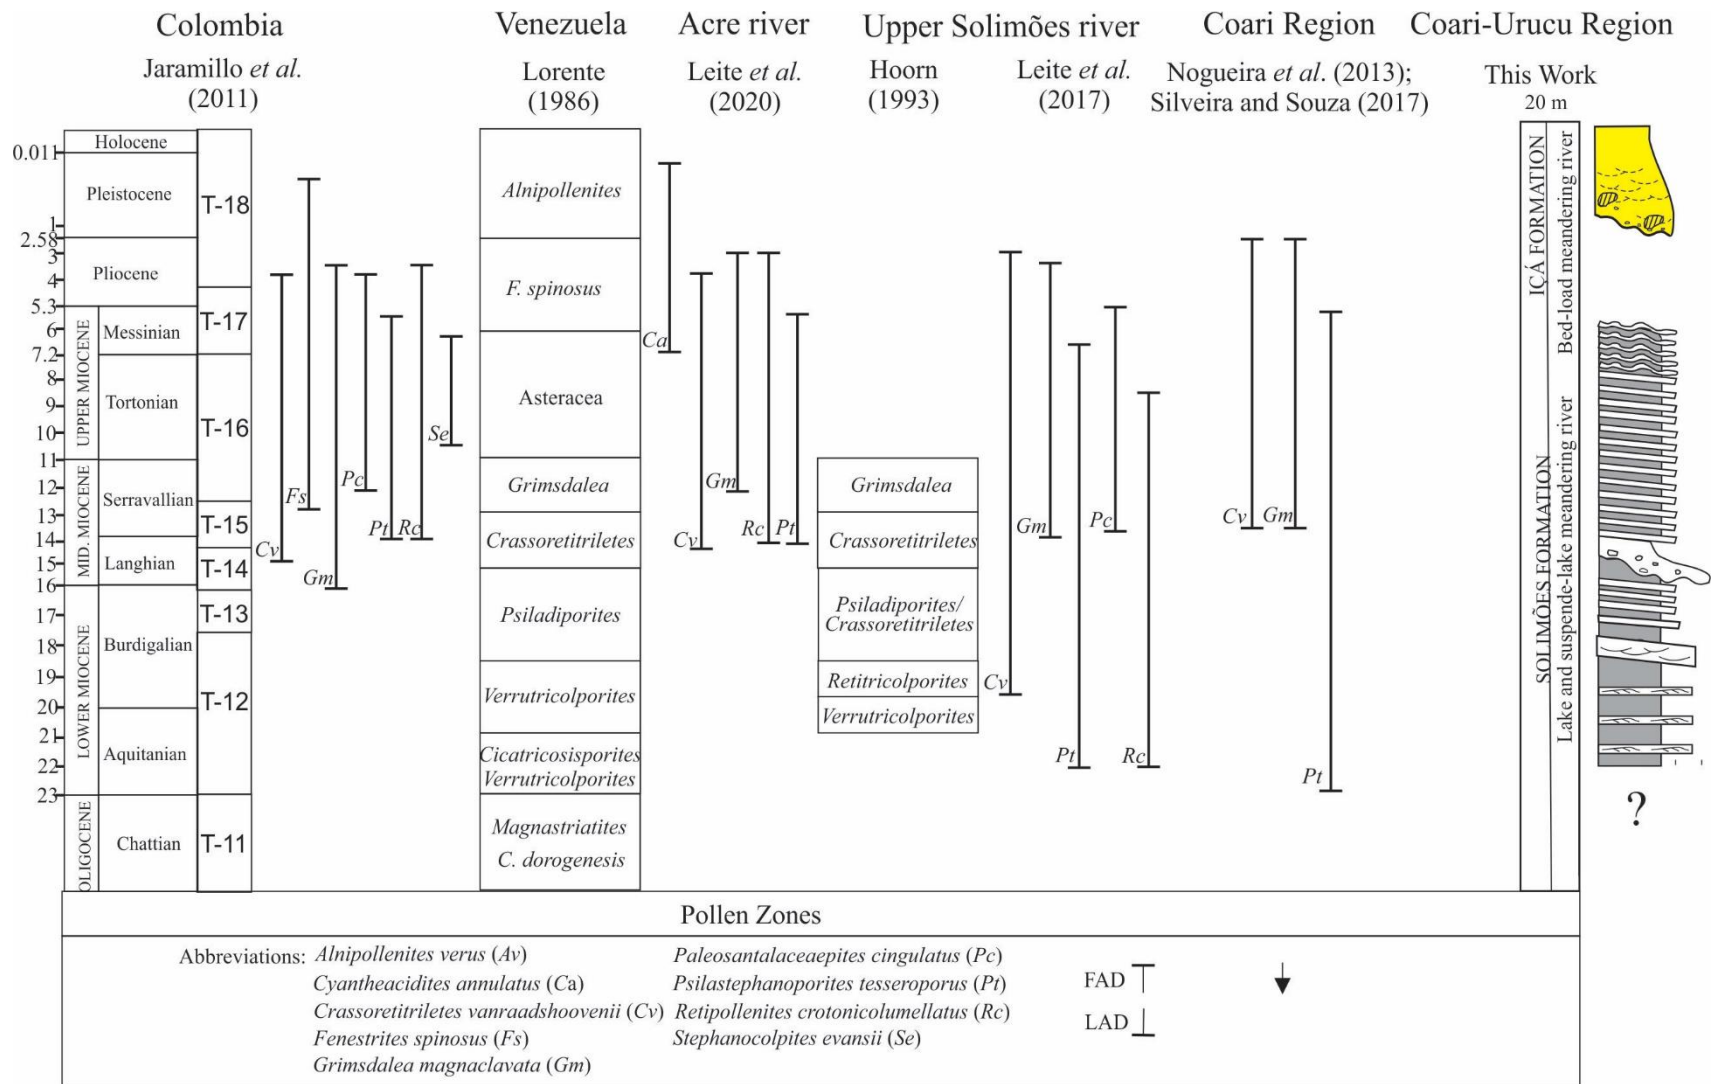 Colombia
Venezuela
Acre river
Upper Solimões river
Coari Region
Coari-Urucu Region
Jaramillo et al.
(2011)
Lorente
(1986)
Leite et al.
(2020)
Hoorn
(1993)
Leite et al.
(2017)
Nogueira et al. (2013);
Silveira and Souza (2017)
This Work
20 m
0.011
1
2.58
3
4
5.3
6
7.2
8
9
10
11
12
13
14
15
16
17
18
19
20
21
22
23
UPPER MIOCENE
MID. MIOCENE
LOWER MIOCENE
OLIGOCENE
Holocene
Pleistocene
Pliocene
Messinian
Tortonian
Serravallian
Langhian
Burdigalian
Aquitanian
Chattian
T-18
T-17
T-16
T-15
T-14
T-13
T-12
T-11
Cv
Fs
Gm
Pc
Pt
Rc
Se
Alnipollenites
F. spinosus
Asteracea
Grimsdalea
Crassoretitriletes
Psiladiporites
Verrutricolporites
Cicatricosisporites
Verrutricolporites
Magnastriatites
C. dorogenesis
Ca
Cv
Gm
Rc
Pt
Grimsdalea
Crassoretitriletes
Psiladiporites/
Crassoretitriletes
Retitricolporites
Verrutricolporites
Cv
Gm
Pt
Pc
Rc
Cv
Gm
Pt
IÇÁ FORMATION
Bed-load meandering river
SOLIMÕES FORMATION
Lake and suspende-lake meandering river
?
Pollen Zones
Abbreviations:
Alnipollenites verus (Av)
Cyantheacidites annulatus (Ca)
Crassoretitriletes vanraadshoovenii (Cv)
Fenestrites spinosus (Fs)
Grimsdalea magnaclavata (Gm)
Paleosantalaceaepites cingulatus (Pc)
Psilastephanoporites tesseroporus (Pt)
Retipollenites crotonicolumellatus (Rc)
Stephanocolpites evansii (Se)
FAD
LAD